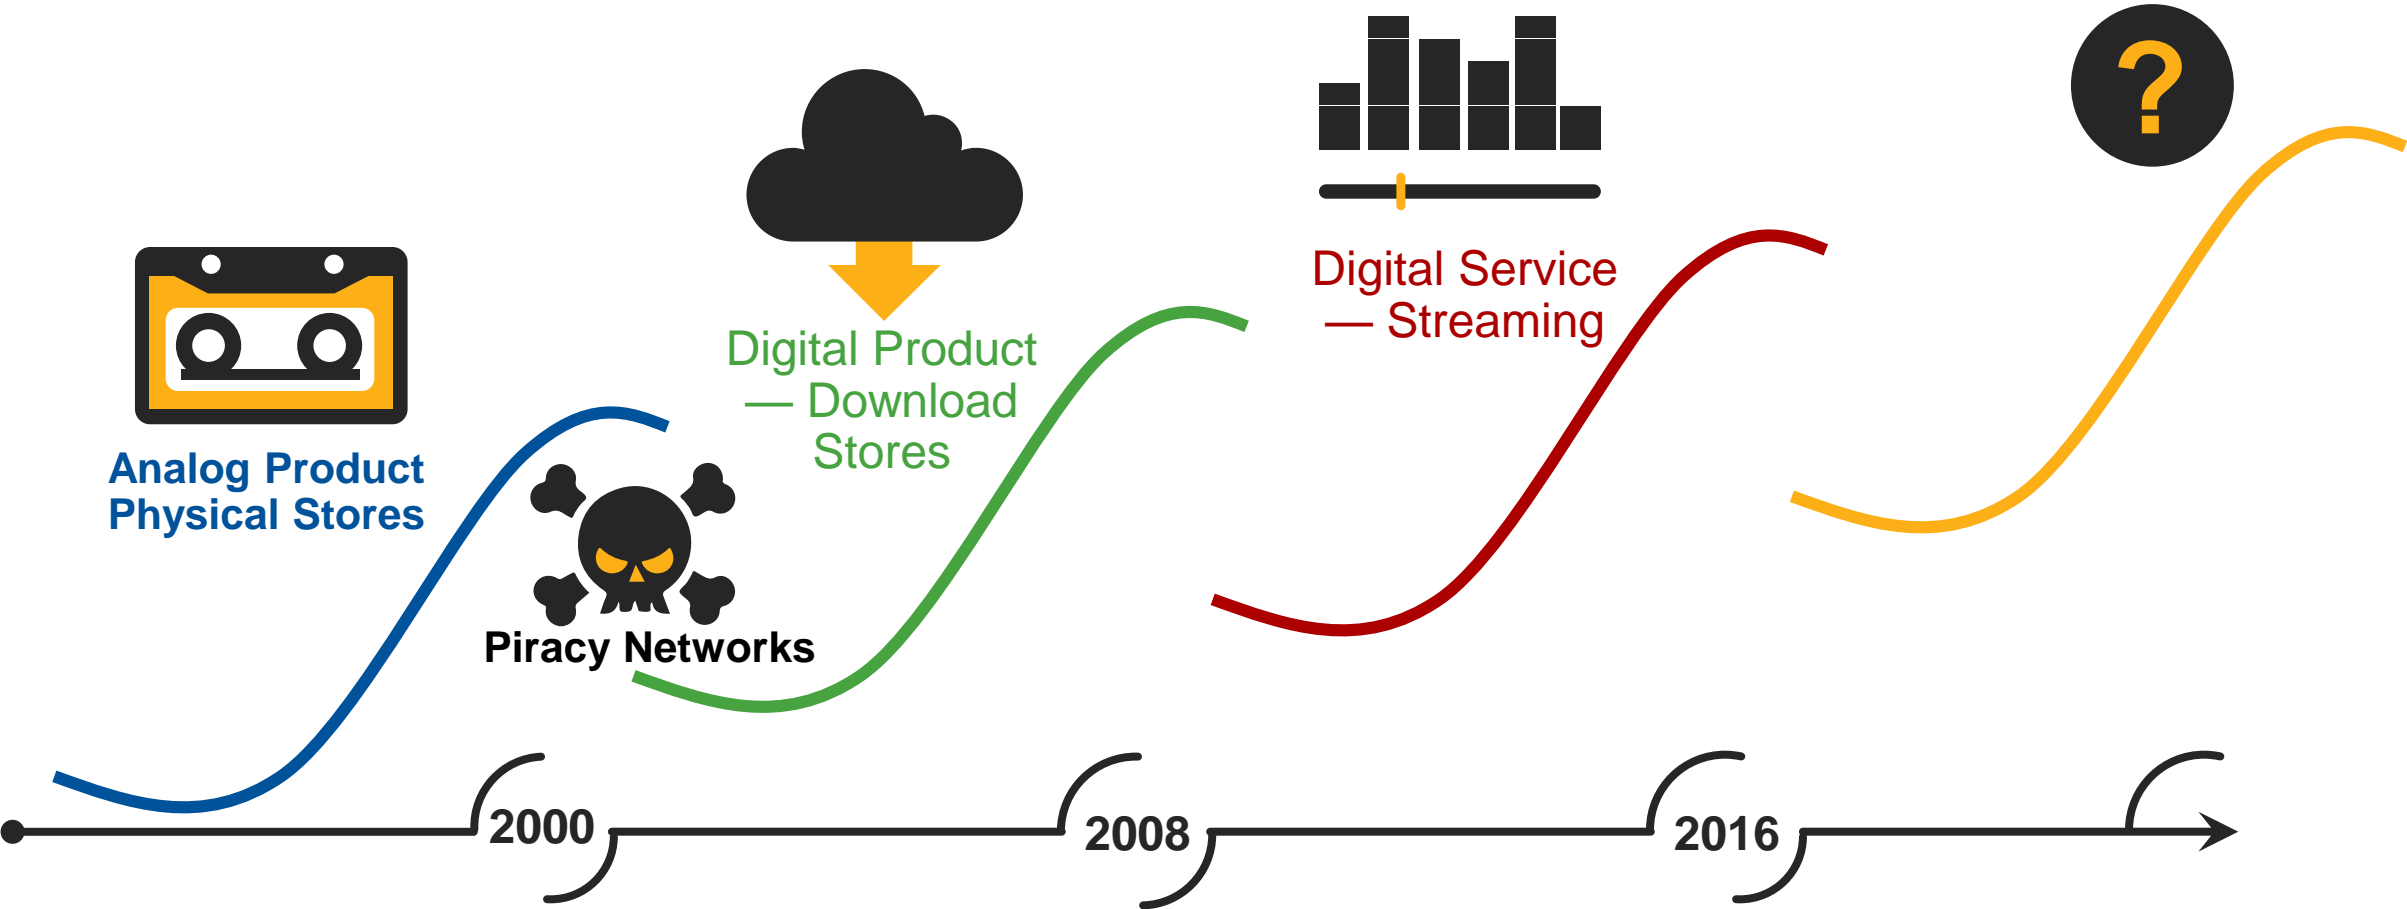 Analog Product
Physical Stores
Piracy Networks
Digital Product
— Download
Stores
Digital Service
— Streaming
?
2000
2008
2016